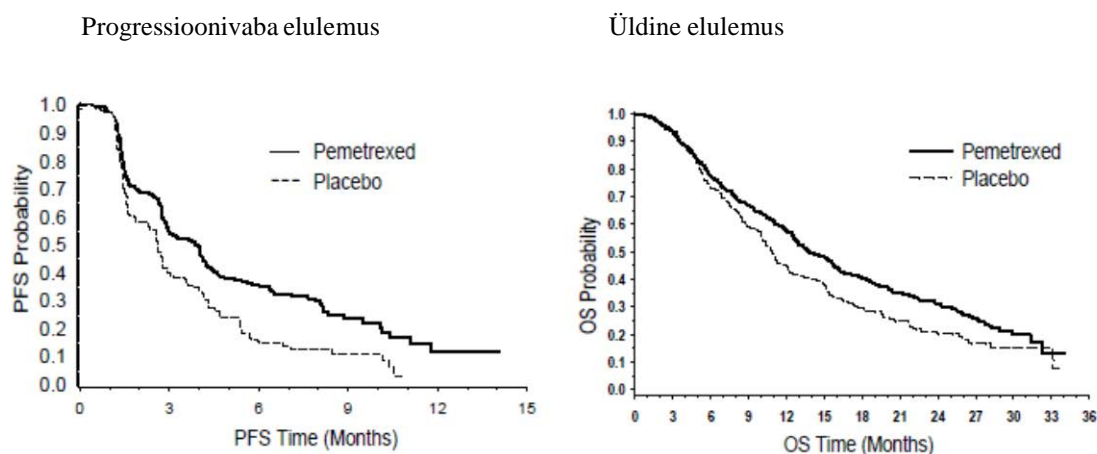 Progressioonivaba elulemus
Üldine elulemus
PFS Probability
1.0
0.9
0.8
0.7
0.6
0.5
0.4
0.3
0.2
0.1
0.0
Pemetrexed
Placebo
0 3 6 9 12 15
PFS Time (Months)
OS Probability
1.0
0.9
0.8
0.7
0.6
0.5
0.4
0.3
0.2
0.1
0.0
Pemetrexed
Placebo
0 3 6 9 12 15 18 21 24 27 30 33 36
OS Time (Months)